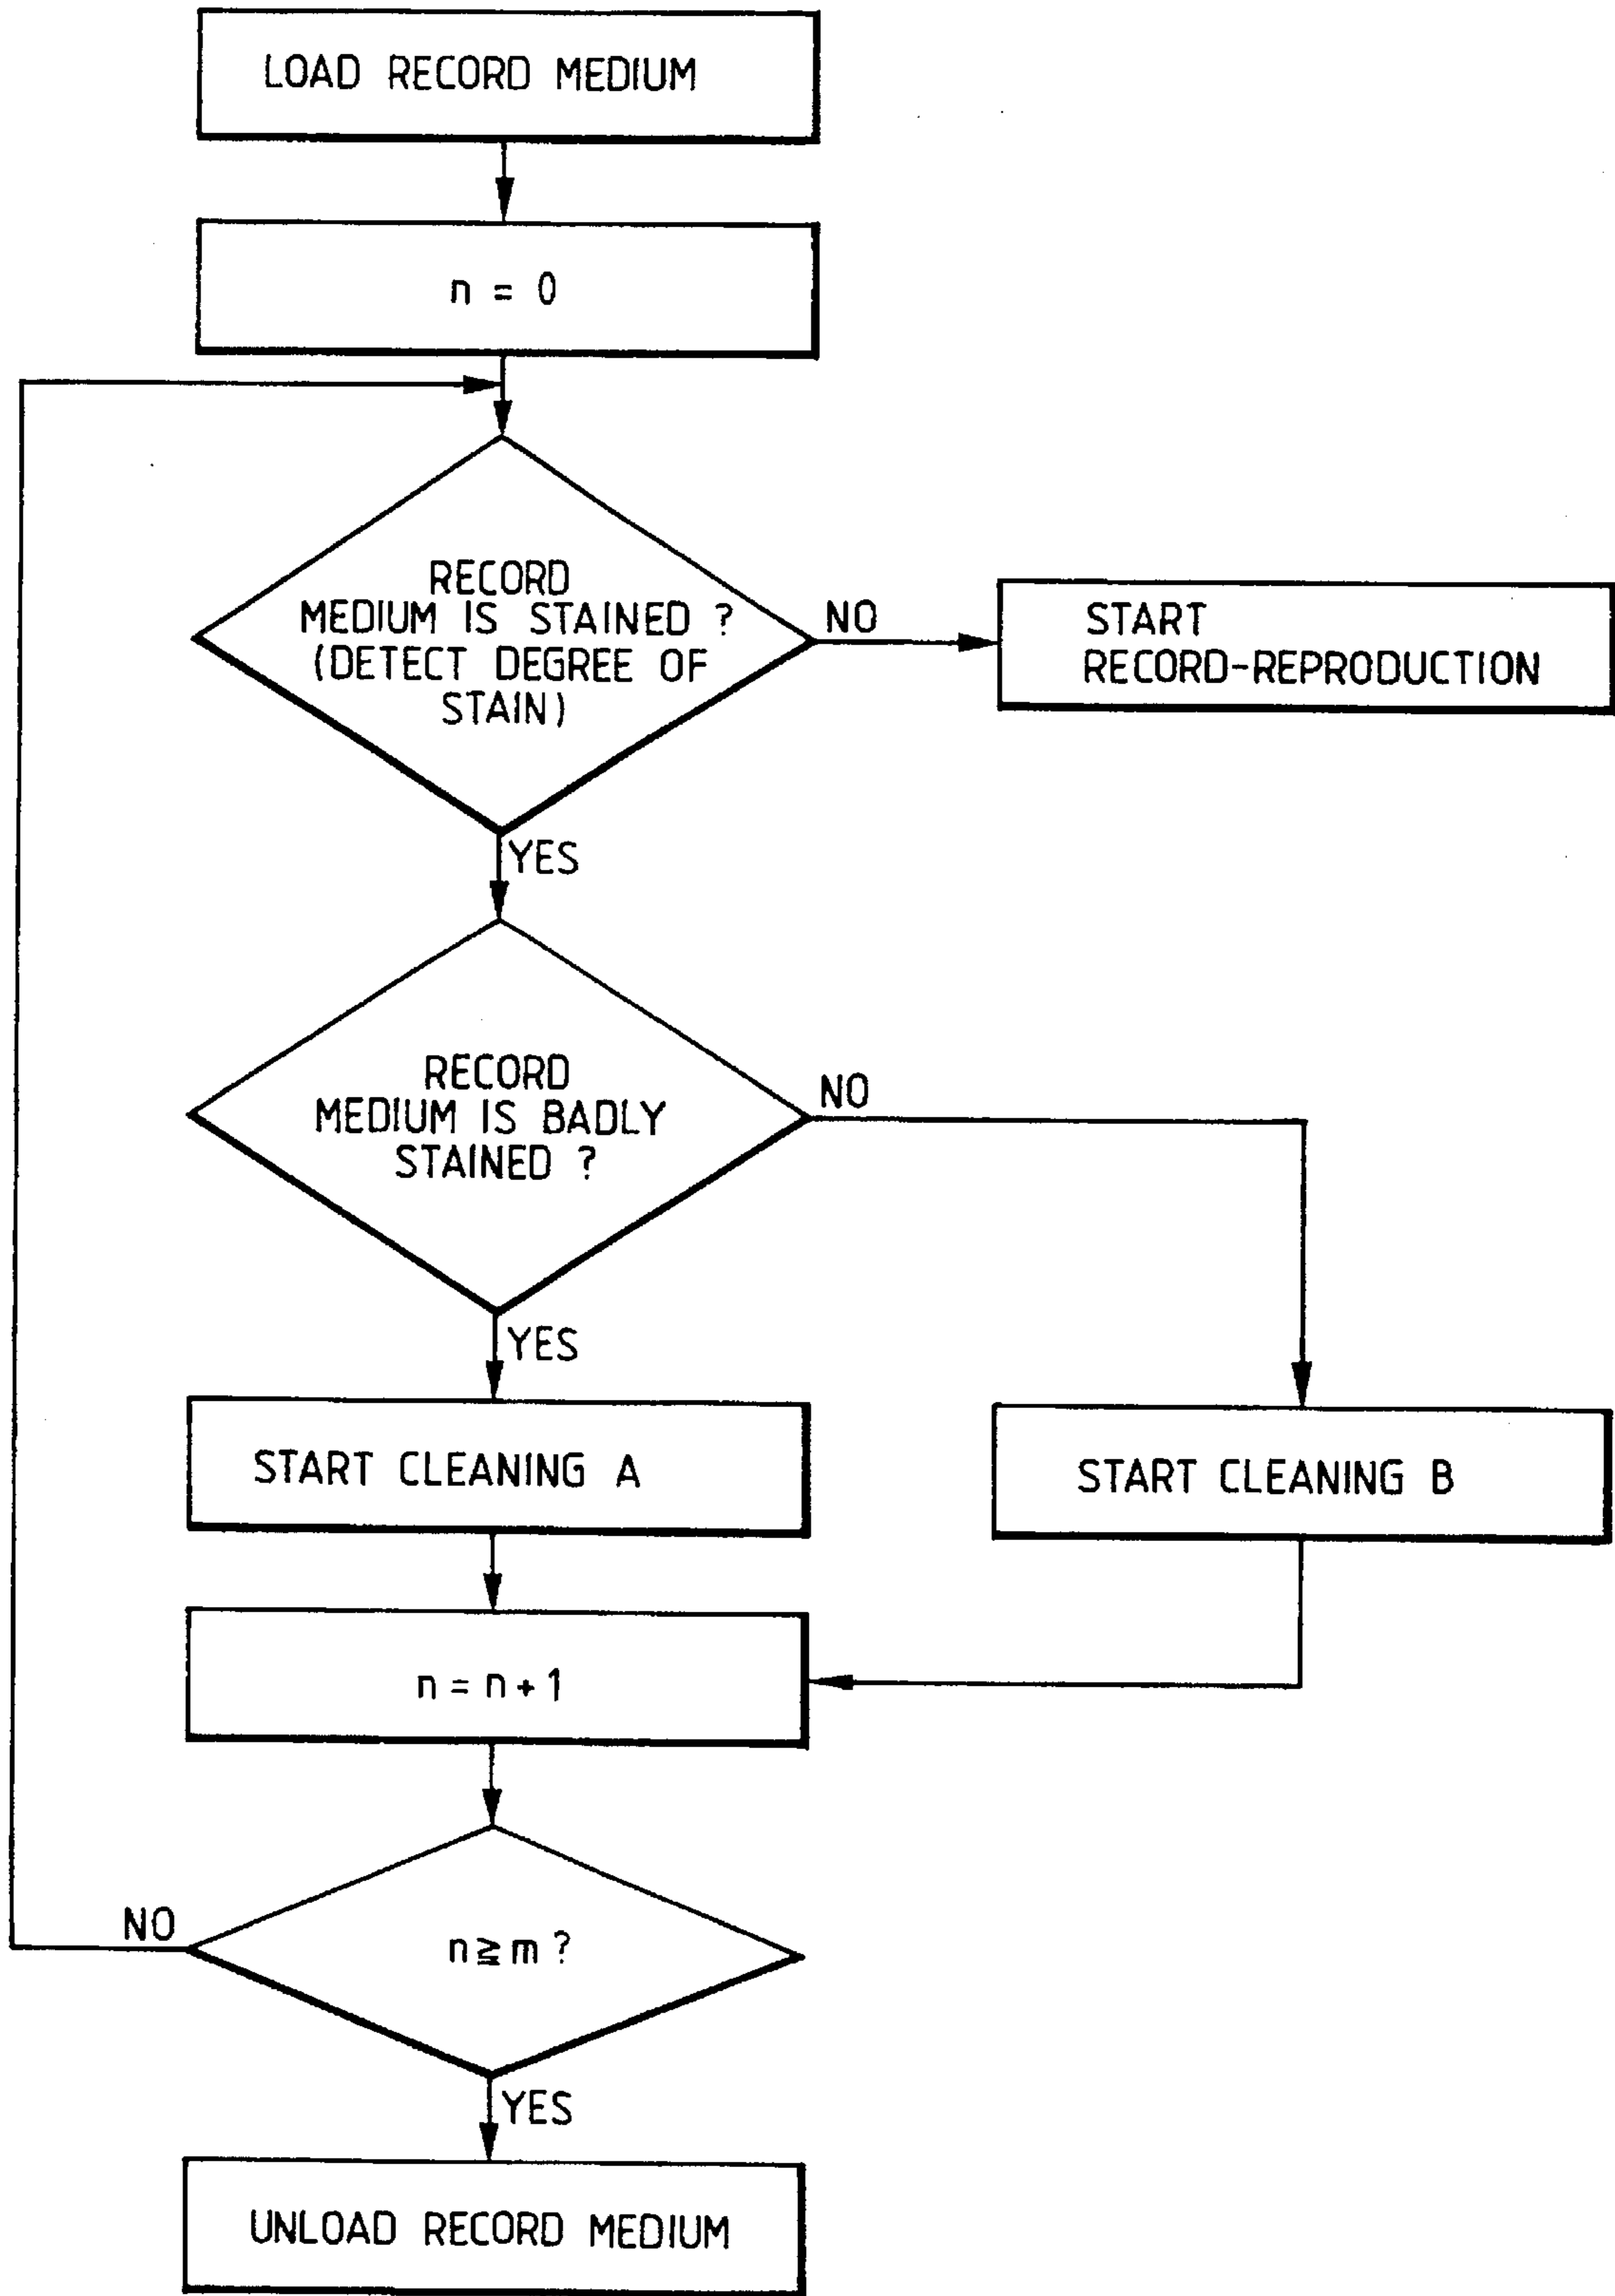 LOAD RECORD MEDIUM
n = 0
RECORD
MEDIUM IS STAINED ?
(DETECT DEGREE OF
STAIN)
NO
START
RECORD-REPRODUCTION
YES
RECORD
MEDIUM IS BADLY
STAINED ?
NO
YES
START CLEANING A
START CLEANING B
n = n + 1
NO
n ≧ m ?
YES
UNLOAD RECORD MEDIUM